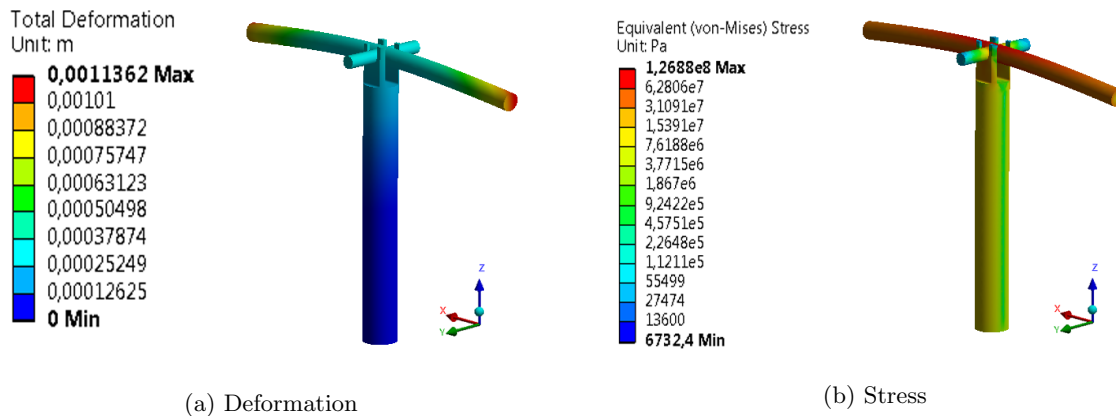 Total Deformation
Unit: m
0,0011362 Max
0,00101
0,00088372
0,00075747
0,00063123
0,00050498
0,00037874
0,00025249
0,00012625
0 Min
Z
X
Y
(a) Deformation
Equivalent (von-Mises) Stress
Unit: Pa
1,2688e8 Max
6,2806e7
3,1091e7
1,5391e7
7,6188e6
3,7715e6
1,867e6
9,2422e5
4,5751e5
2,2648e5
1,1211e5
55499
27474
13600
6732,4 Min
Z
X
Y
(b) Stress